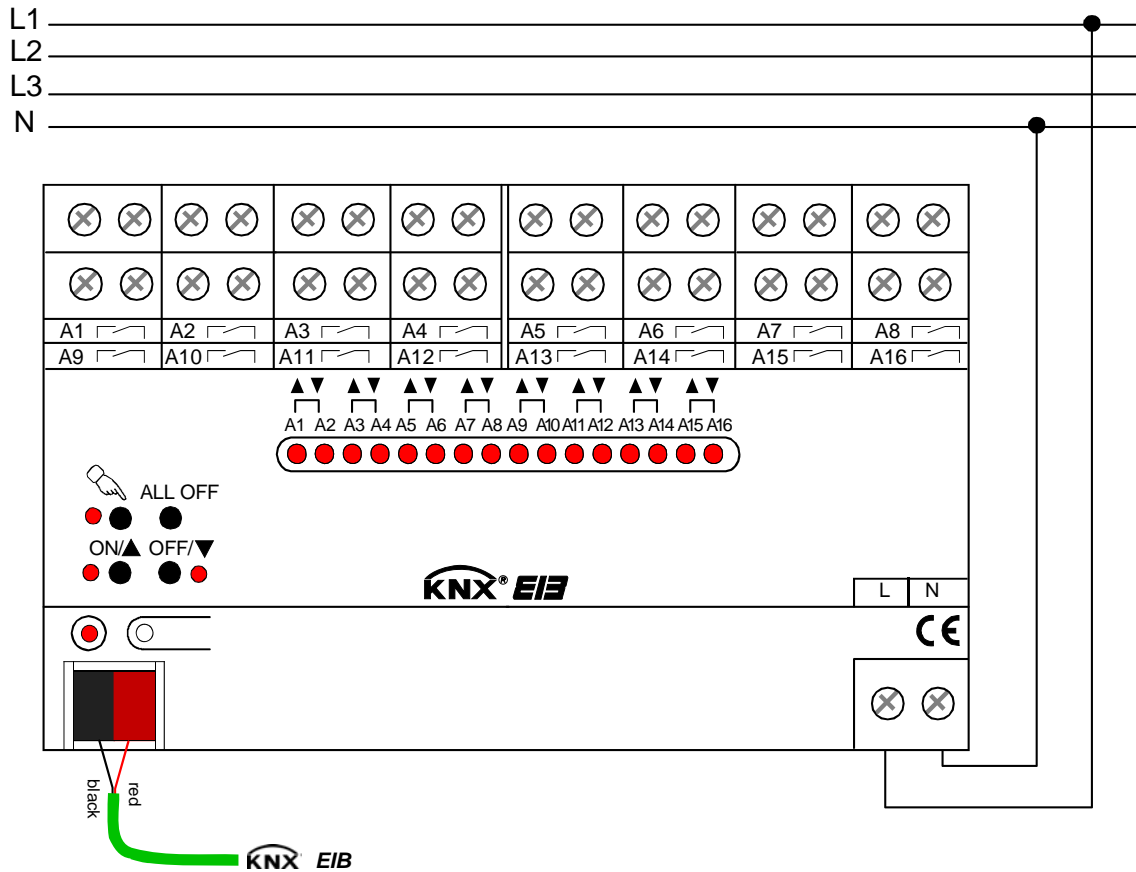 L1
L2
L3
N
A1 A2 A3 A4 A5 A6 A7 A8
A9 A10 A11 A12 A13 A14 A15 A16
▲ ▼ ▲ ▼ ▲ ▼ ▲ ▼ ▲ ▼ ▲ ▼ ▲ ▼ ▲ ▼
A1 A2 A3 A4 A5 A6 A7 A8 A9 A10 A11 A12 A13 A14 A15 A16
ALL OFF
ON/▲ OFF/▼
KNX® EIB
L N
CE
black
red
KNX EIB